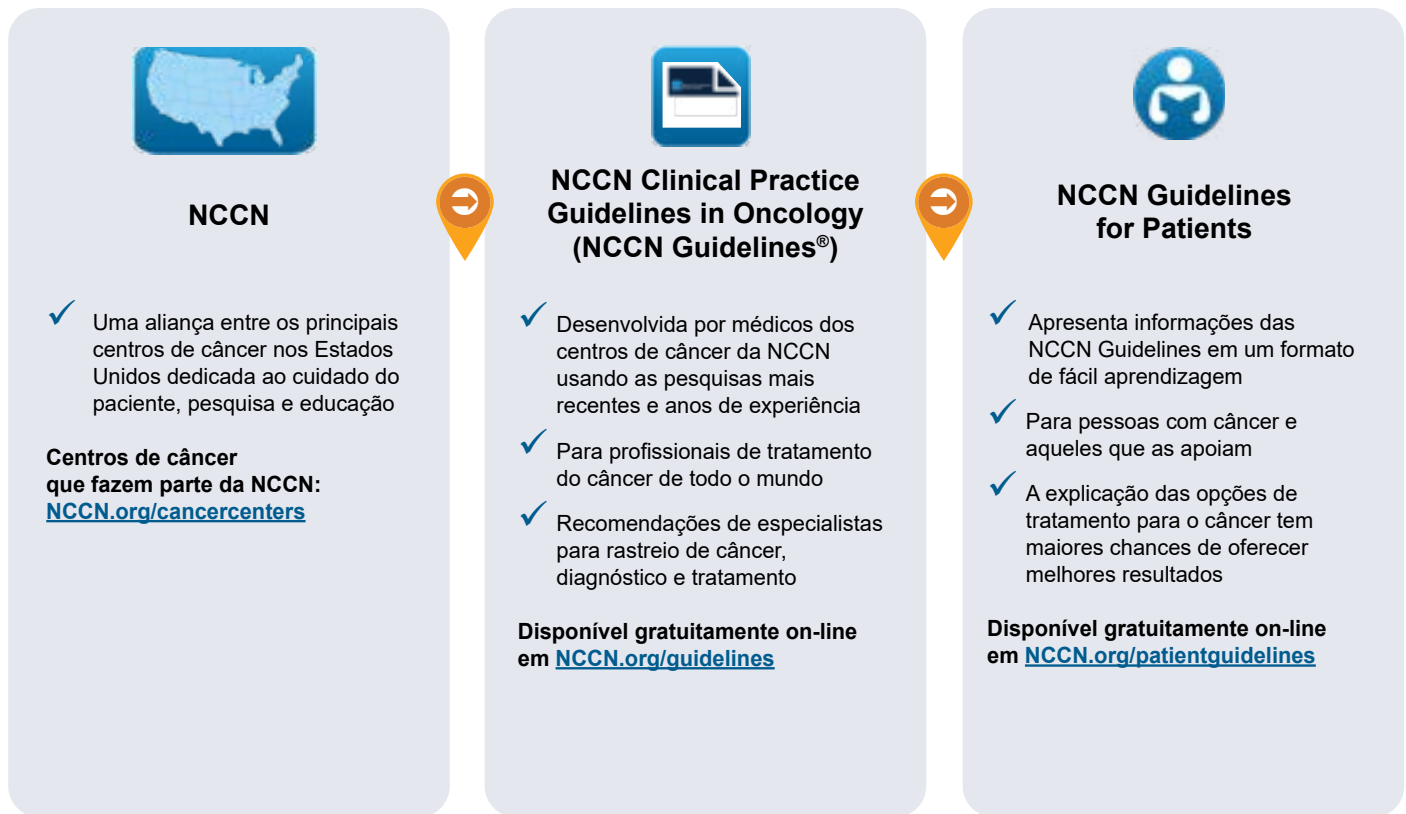 NCCN
Uma aliança entre os principais
centros de câncer nos Estados
Unidos dedicada ao cuidado do
paciente, pesquisa e educação
Centros de câncer
que fazem parte da NCCN:
NCCN.org/cancercenters
NCCN Clinical Practice
Guidelines in Oncology
(NCCN Guidelines®)
Desenvolvida por médicos dos
centros de câncer da NCCN
usando as pesquisas mais
recentes e anos de experiência
Para profissionais de tratamento
do câncer de todo o mundo
Recomendações de especialistas
para rastreio de câncer,
diagnóstico e tratamento
Disponível gratuitamente on-line
em NCCN.org/guidelines
NCCN Guidelines
for Patients
Apresenta informações das
NCCN Guidelines em um formato
de fácil aprendizagem
Para pessoas com câncer e
aqueles que as apoiam
A explicação das opções de
tratamento para o câncer tem
maiores chances de oferecer
melhores resultados
Disponível gratuitamente on-line
em NCCN.org/patientguidelines